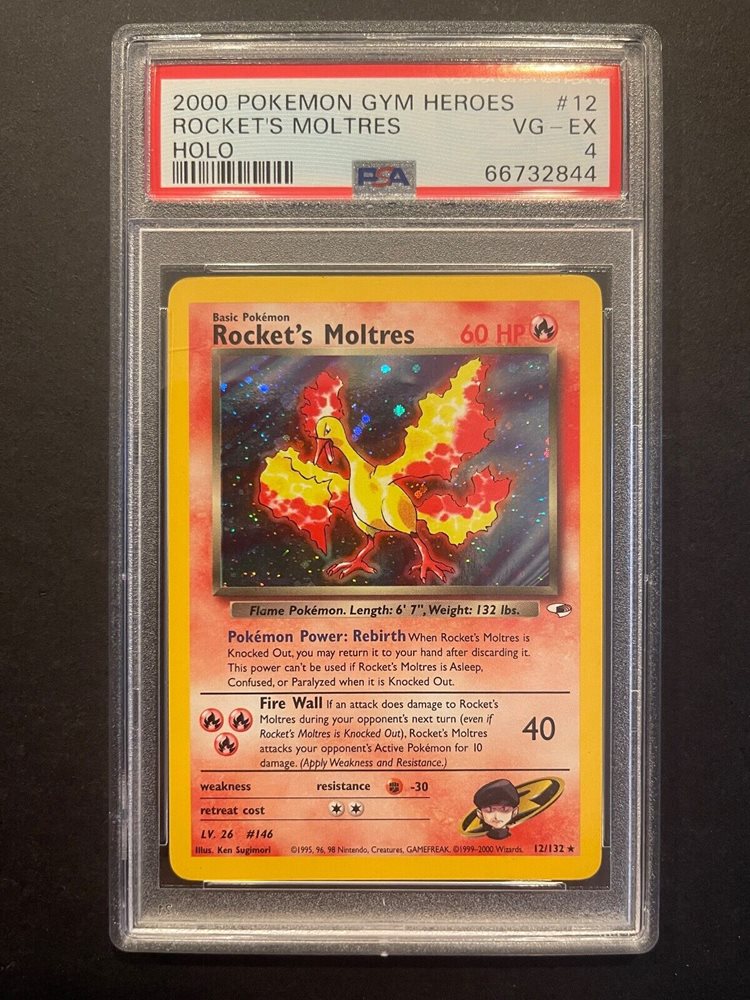 2000 POKEMON GYM HEROES #12
ROCKET'S MOLTRES VG - EX
HOLO 4
PSA 66732844
Basic Pokémon
Rocket's Moltres 60 HP
Flame Pokémon. Length: 6' 7", Weight: 132 lbs.
Pokémon Power: Rebirth When Rocket's Moltres is
Knocked Out, you may return it to your hand after discarding it.
This power can't be used if Rocket's Moltres is Asleep,
Confused, or Paralyzed when it is Knocked Out.
Fire Wall If an attack does damage to Rocket's
Moltres during your opponent's next turn (even if
Rocket's Moltres is Knocked Out), Rocket's Moltres 40
attacks your opponent's Active Pokémon for 10
damage. (Apply Weakness and Resistance.)
weakness resistance -30
retreat cost
LV. 26 #146
Illus. Ken Sugimori ©1995, 96, 98 Nintendo, Creatures, GAMEFREAK. ©1999-2000 Wizards. 12/132 ★